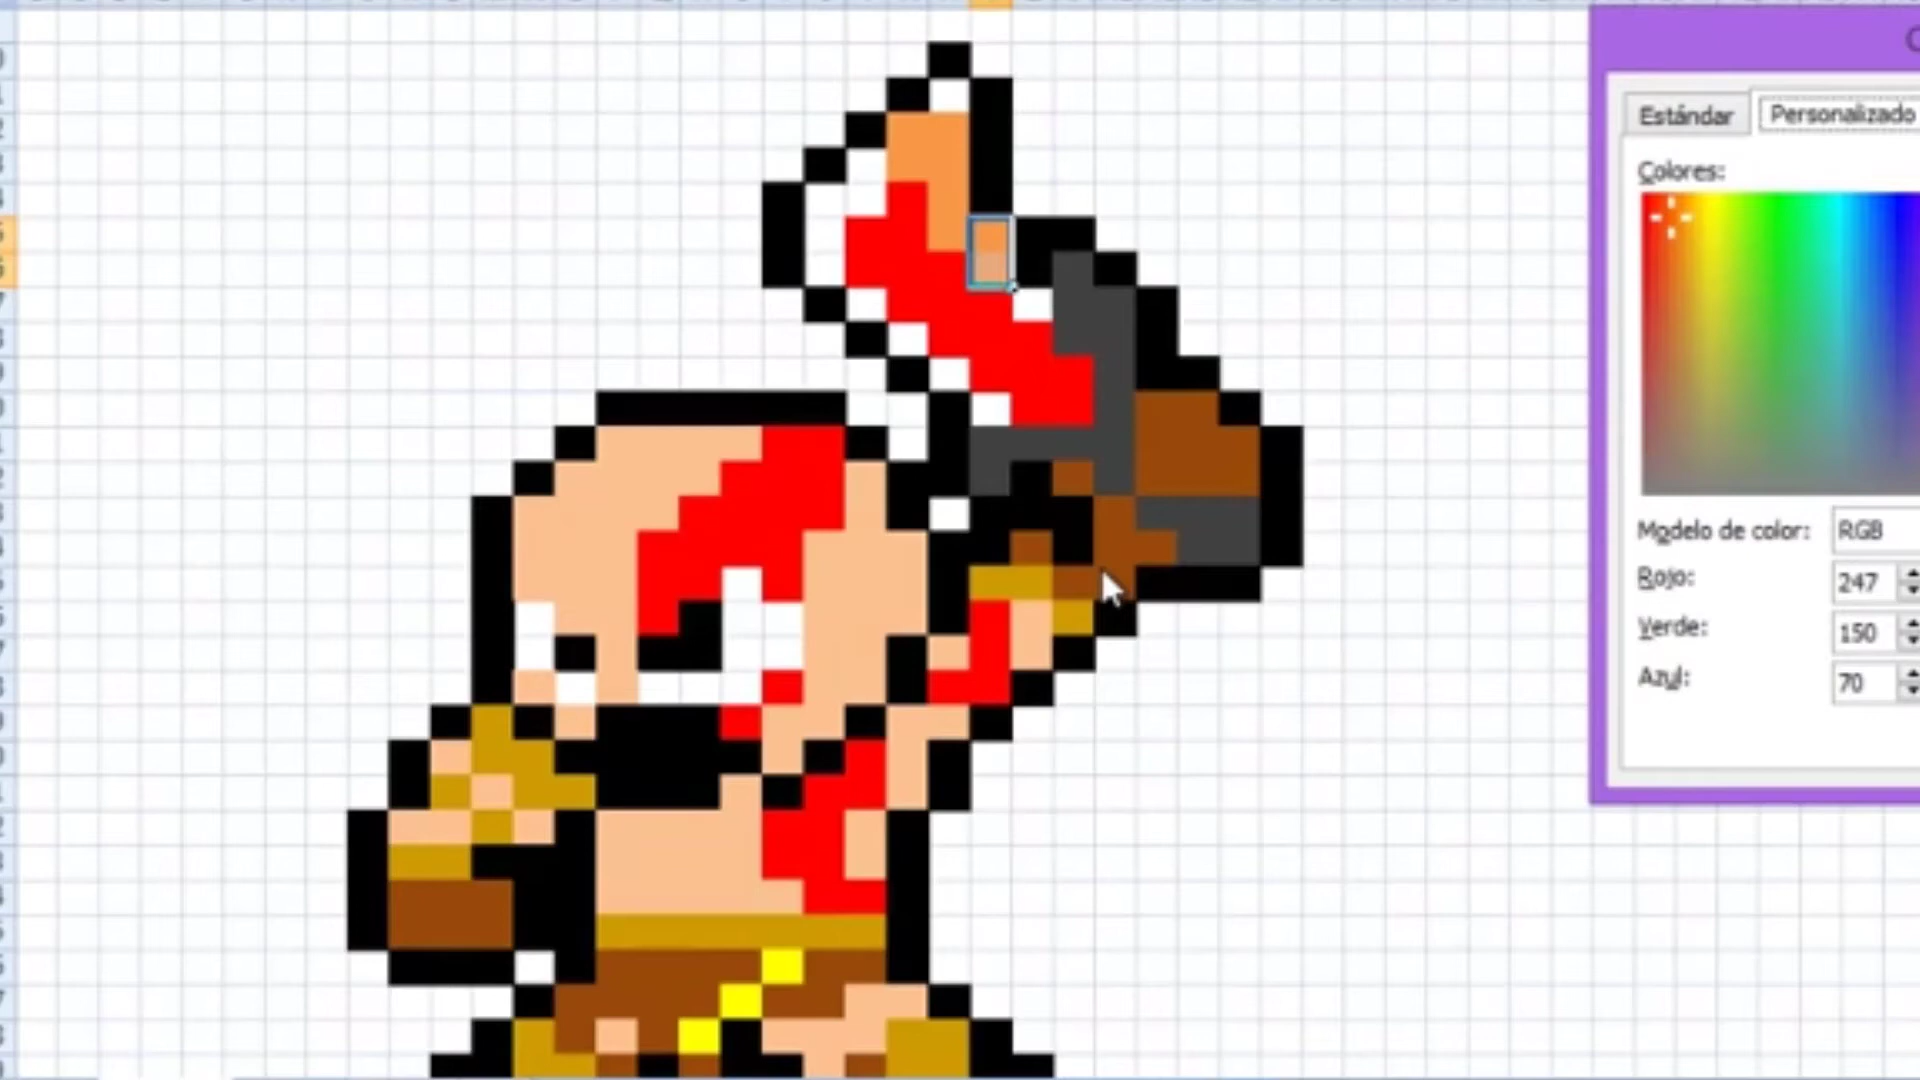 Estándar Personalizado
Colores:
Modelo de color: RGB
Rojo: 247
Verde: 150
Azul: 70